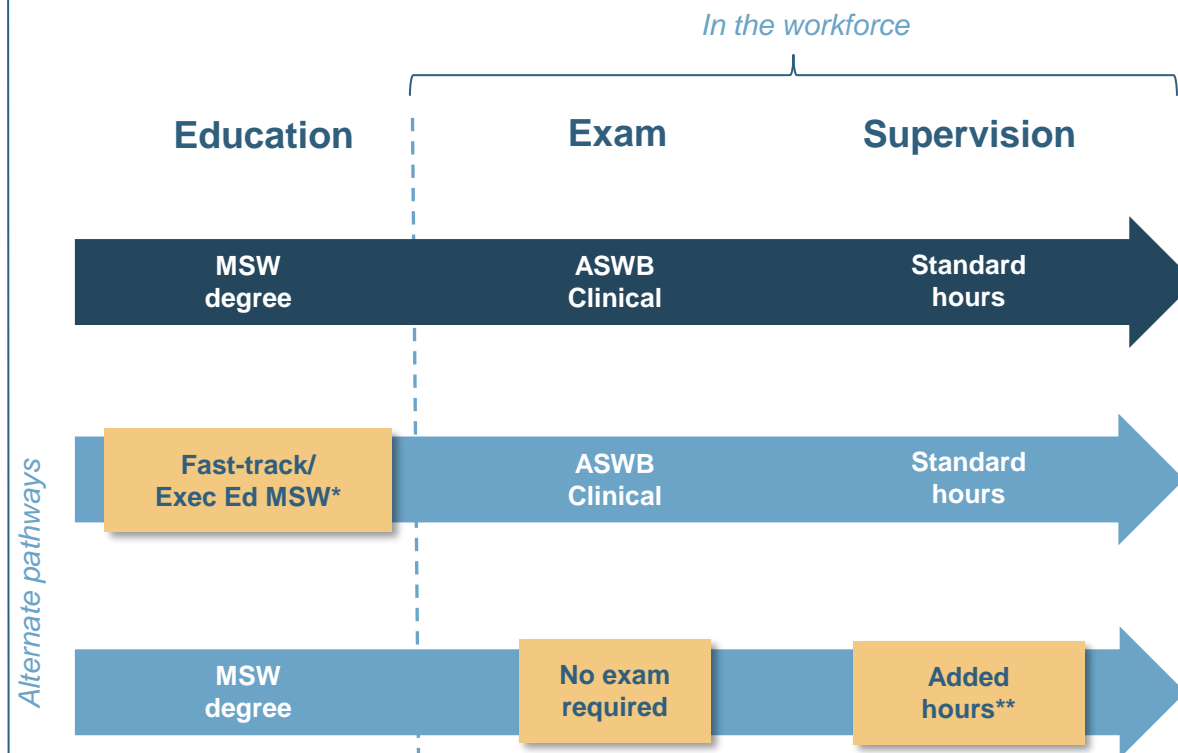 In the workforce
Education
Exam
Supervision
MSW
degree
ASWB
Clinical
Standard
hours
Alternate pathways
Fast-track/
Exec Ed MSW*
ASWB
Clinical
Standard
hours
MSW
degree
No exam
required
Added
hours**